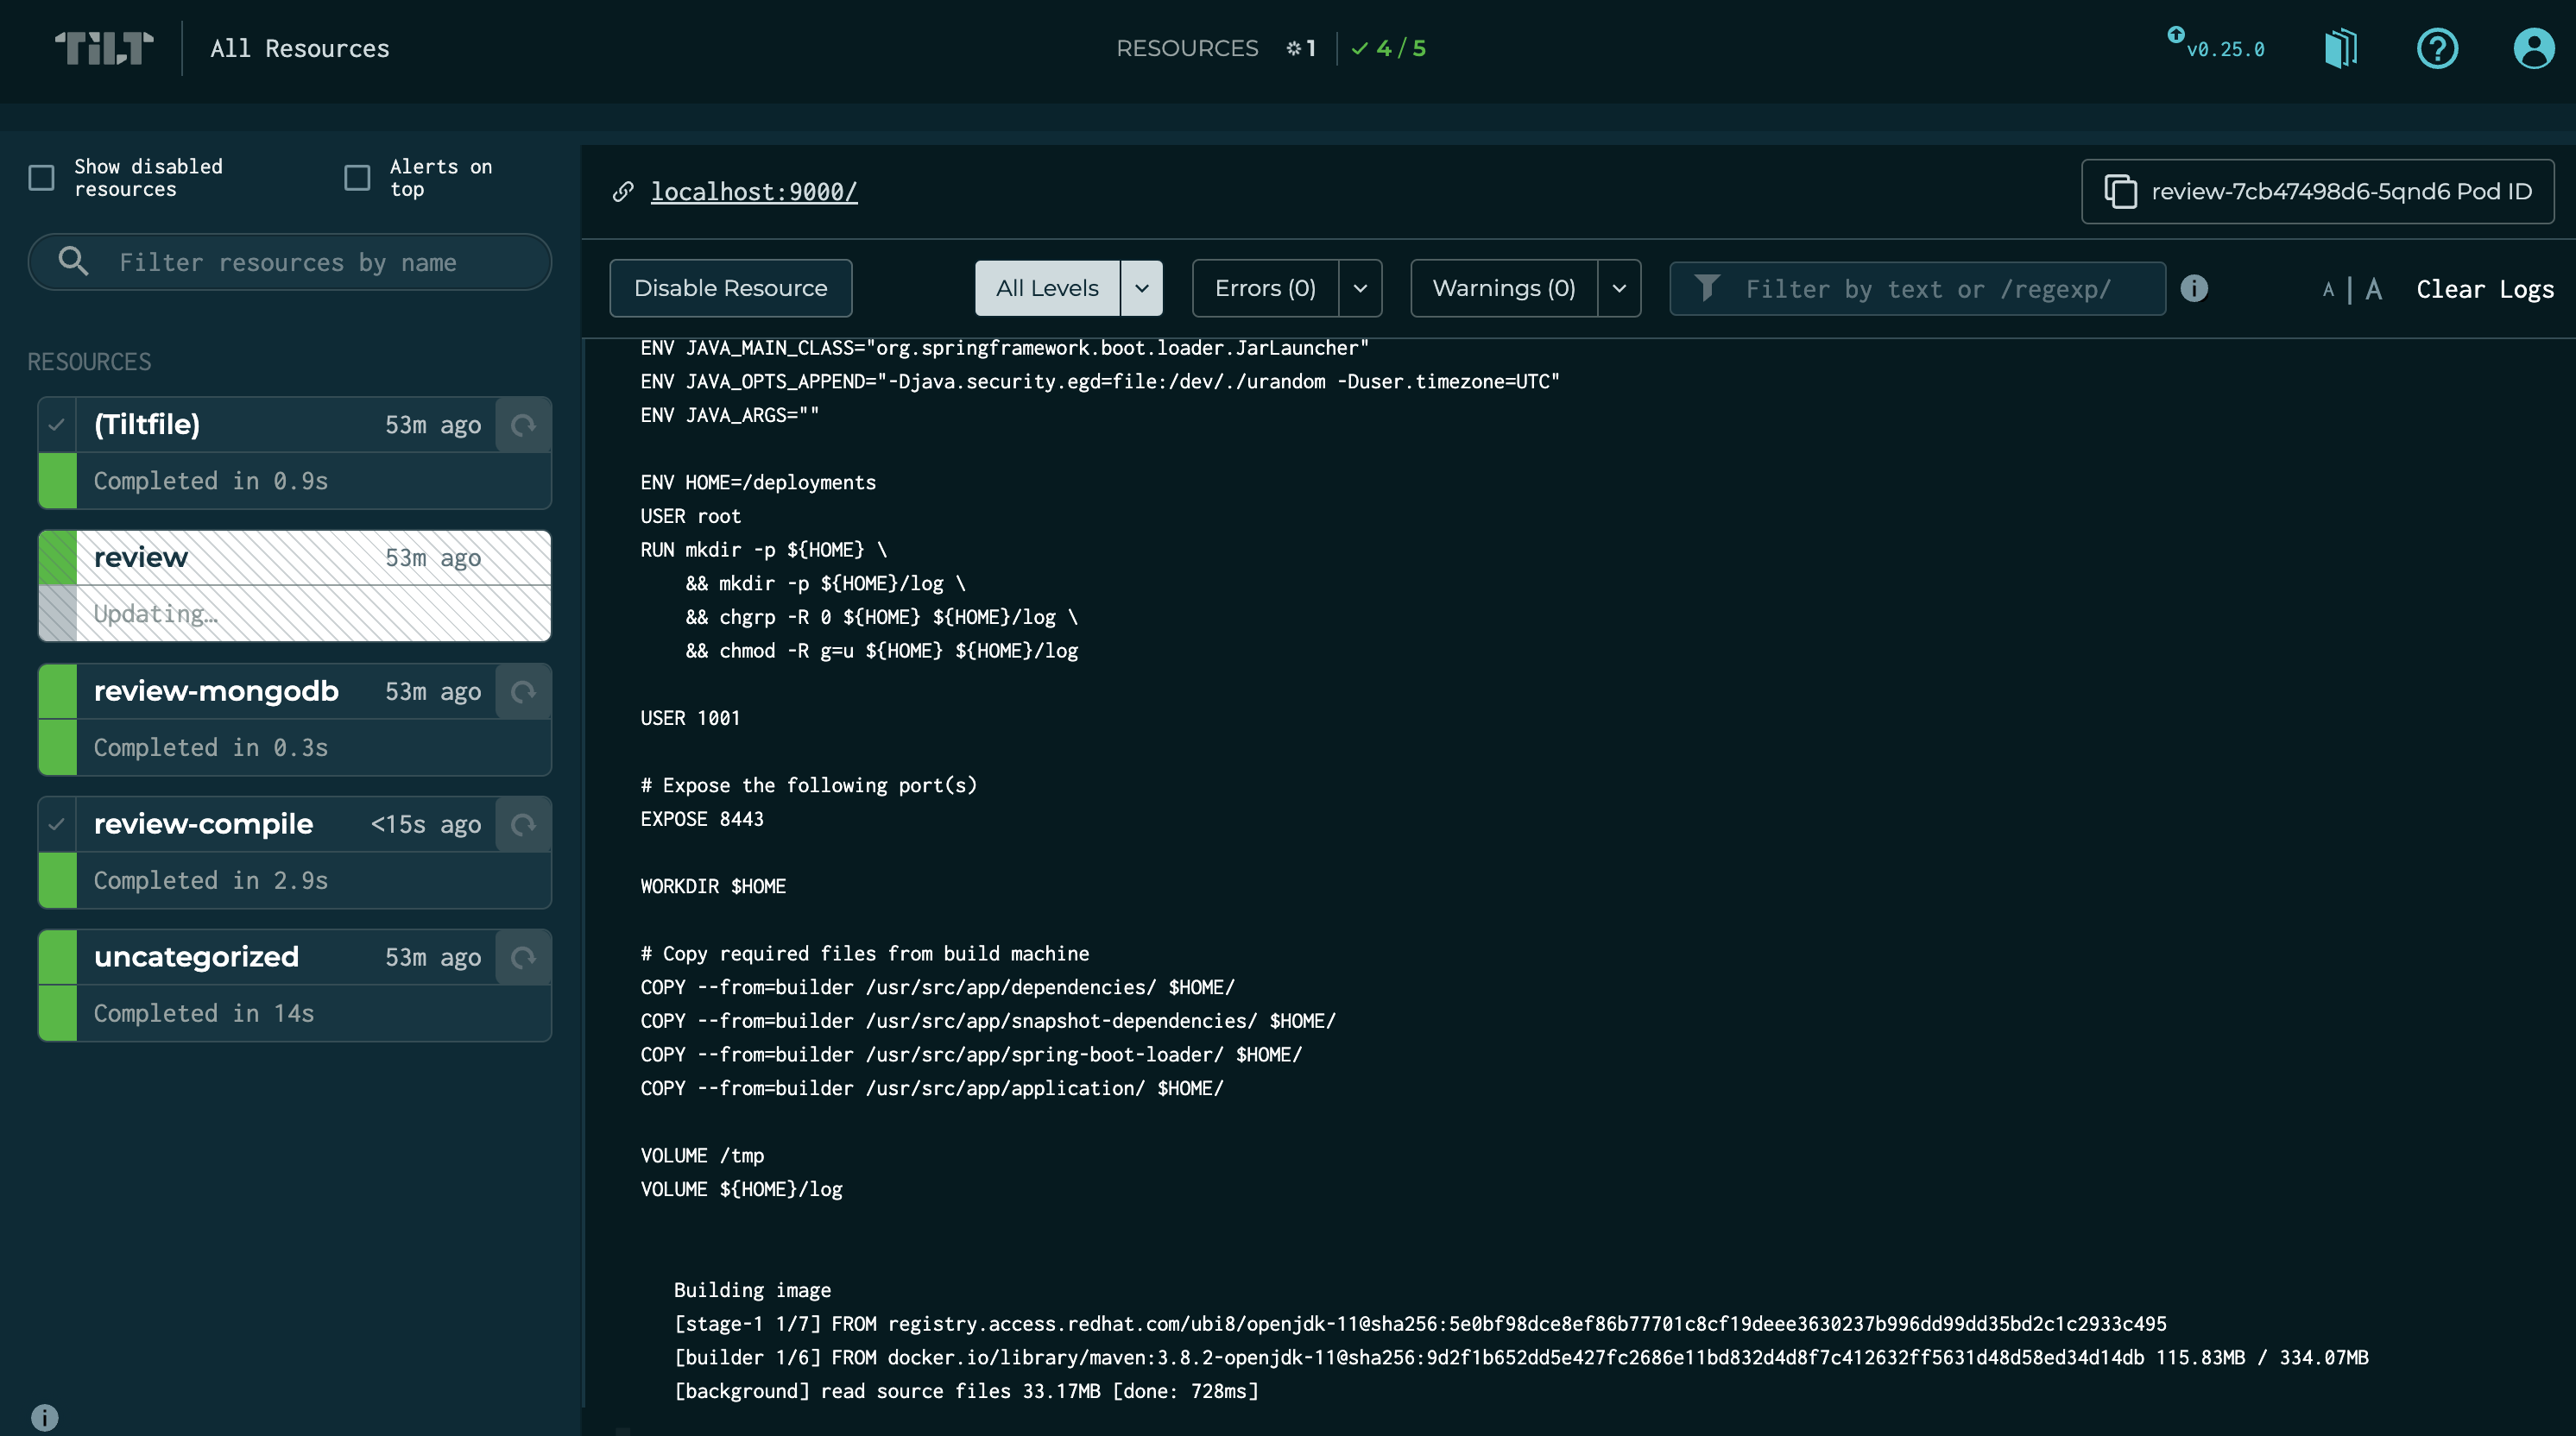 TiLT
All Resources
RESOURCES
1
4 / 5
v0.25.0
Show disabled resources
Alerts on top
Filter resources by name
RESOURCES
(Tiltfile) 53m ago
Completed in 0.9s
review 53m ago
Updating…
review-mongodb 53m ago
Completed in 0.3s
review-compile <15s ago
Completed in 2.9s
uncategorized 53m ago
Completed in 14s
localhost:9000/
review-7cb47498d6-5qnd6 Pod ID
Disable Resource
All Levels
Errors (0)
Warnings (0)
Filter by text or /regexp/
A | A
Clear Logs
ENV JAVA_MAIN_CLASS="org.springframework.boot.loader.JarLauncher"
ENV JAVA_OPTS_APPEND="-Djava.security.egd=file:/dev/./urandom -Duser.timezone=UTC"
ENV JAVA_ARGS=""
ENV HOME=/deployments
USER root
RUN mkdir -p ${HOME} \
&& mkdir -p ${HOME}/log \
&& chgrp -R 0 ${HOME} ${HOME}/log \
&& chmod -R g=u ${HOME} ${HOME}/log
USER 1001
# Expose the following port(s)
EXPOSE 8443
WORKDIR $HOME
# Copy required files from build machine
COPY --from=builder /usr/src/app/dependencies/ $HOME/
COPY --from=builder /usr/src/app/snapshot-dependencies/ $HOME/
COPY --from=builder /usr/src/app/spring-boot-loader/ $HOME/
COPY --from=builder /usr/src/app/application/ $HOME/
VOLUME /tmp
VOLUME ${HOME}/log
Building image
[stage-1 1/7] FROM registry.access.redhat.com/ubi8/openjdk-11@sha256:5e0bf98dce8ef86b77701c8cf19deee3630237b996dd99dd35bd2c1c2933c495
[builder 1/6] FROM docker.io/library/maven:3.8.2-openjdk-11@sha256:9d2f1b652dd5e427fc2686e11bd832d4d8f7c412632ff5631d48d58ed34d14db 115.83MB / 334.07MB
[background] read source files 33.17MB [done: 728ms]